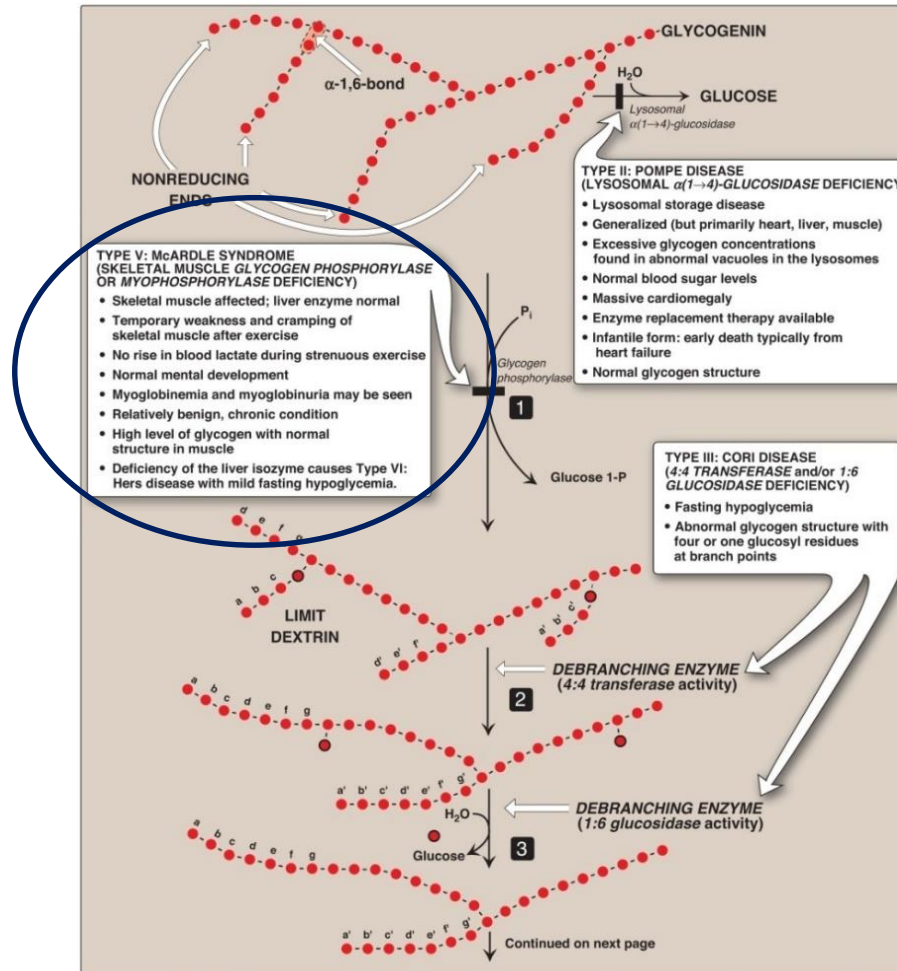 GLYCOGENIN
α-1,6-bond
H2O
GLUCOSE
Lysosomal
α(1→4)-glucosidase
NONREDUCING
ENDS
TYPE II: POMPE DISEASE
(LYSOSOMAL α(1→4)-GLUCOSIDASE DEFICIENCY
• Lysosomal storage disease
• Generalized (but primarily heart, liver, muscle)
• Excessive glycogen concentrations
found in abnormal vacuoles in the lysosomes
• Normal blood sugar levels
• Massive cardiomegaly
• Enzyme replacement therapy available
• Infantile form: early death typically from
heart failure
• Normal glycogen structure
TYPE V: McARDLE SYNDROME
(SKELETAL MUSCLE GLYCOGEN PHOSPHORYLASE
OR MYOPHOSPHORYLASE DEFICIENCY)
• Skeletal muscle affected; liver enzyme normal
• Temporary weakness and cramping of
skeletal muscle after exercise
• No rise in blood lactate during strenuous exercise
• Normal mental development
• Myoglobinemia and myoglobinuria may be seen
• Relatively benign, chronic condition
• High level of glycogen with normal
structure in muscle
• Deficiency of the liver isozyme causes Type VI:
Hers disease with mild fasting hypoglycemia.
Pi
Glycogen
phosphorylase
1
Glucose 1-P
TYPE III: CORI DISEASE
(4:4 TRANSFERASE and/or 1:6
GLUCOSIDASE DEFICIENCY)
• Fasting hypoglycemia
• Abnormal glycogen structure with
four or one glucosyl residues
at branch points
d e f g
a b c
LIMIT
DEXTRIN
d' e' f'
a' b' c'
DEBRANCHING ENZYME
(4:4 transferase activity)
2
a b c d e f g
a' b' c' d' e' f' g'
H2O
Glucose
DEBRANCHING ENZYME
(1:6 glucosidase activity)
3
a b c d e f g
a' b' c' d' e' f' g'
Continued on next page